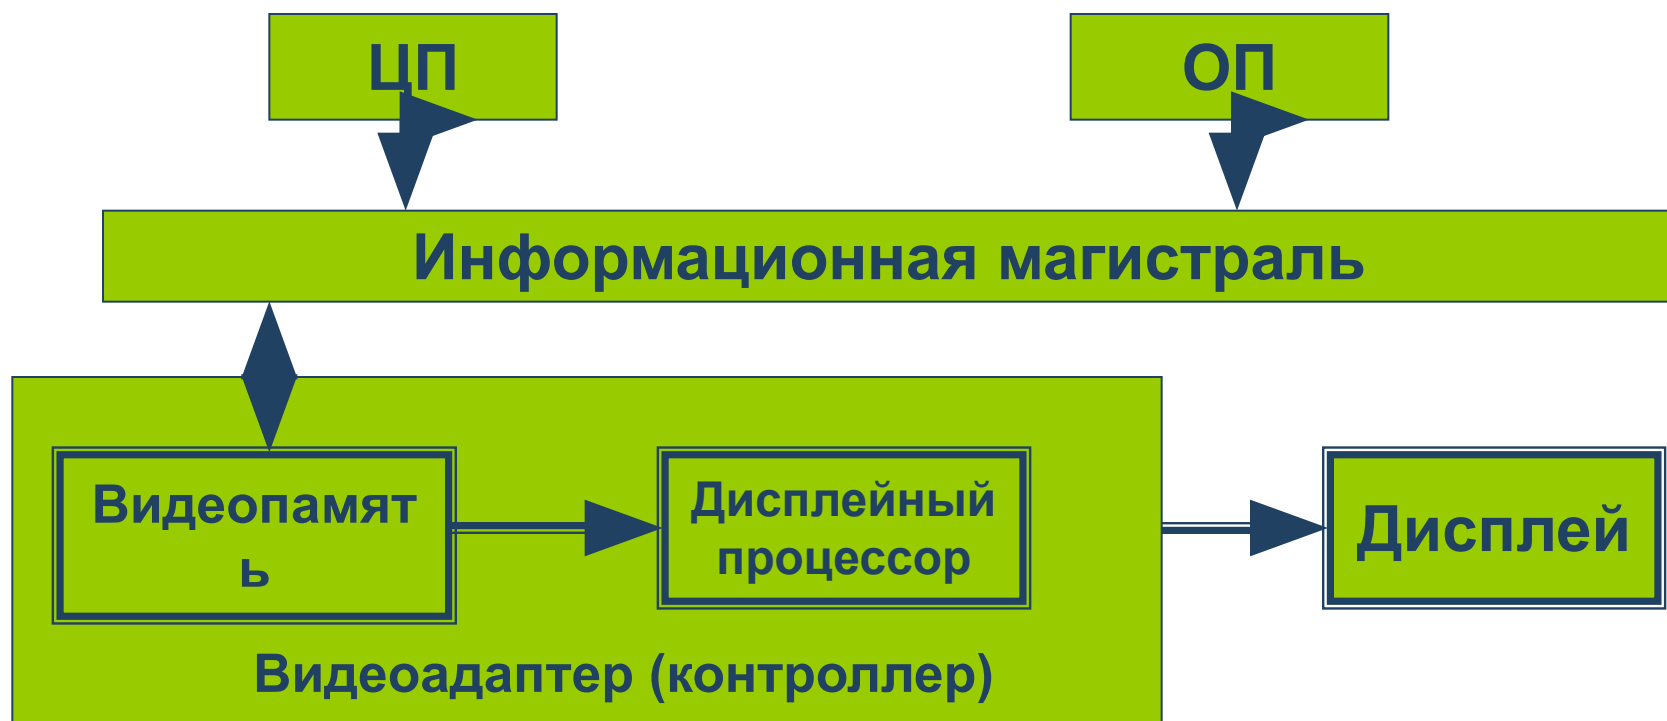 ЦП
ОП
Информационная магистраль
Видеопамят
ь
Дисплейный
процессор
Дисплей
Видеоадаптер (контроллер)